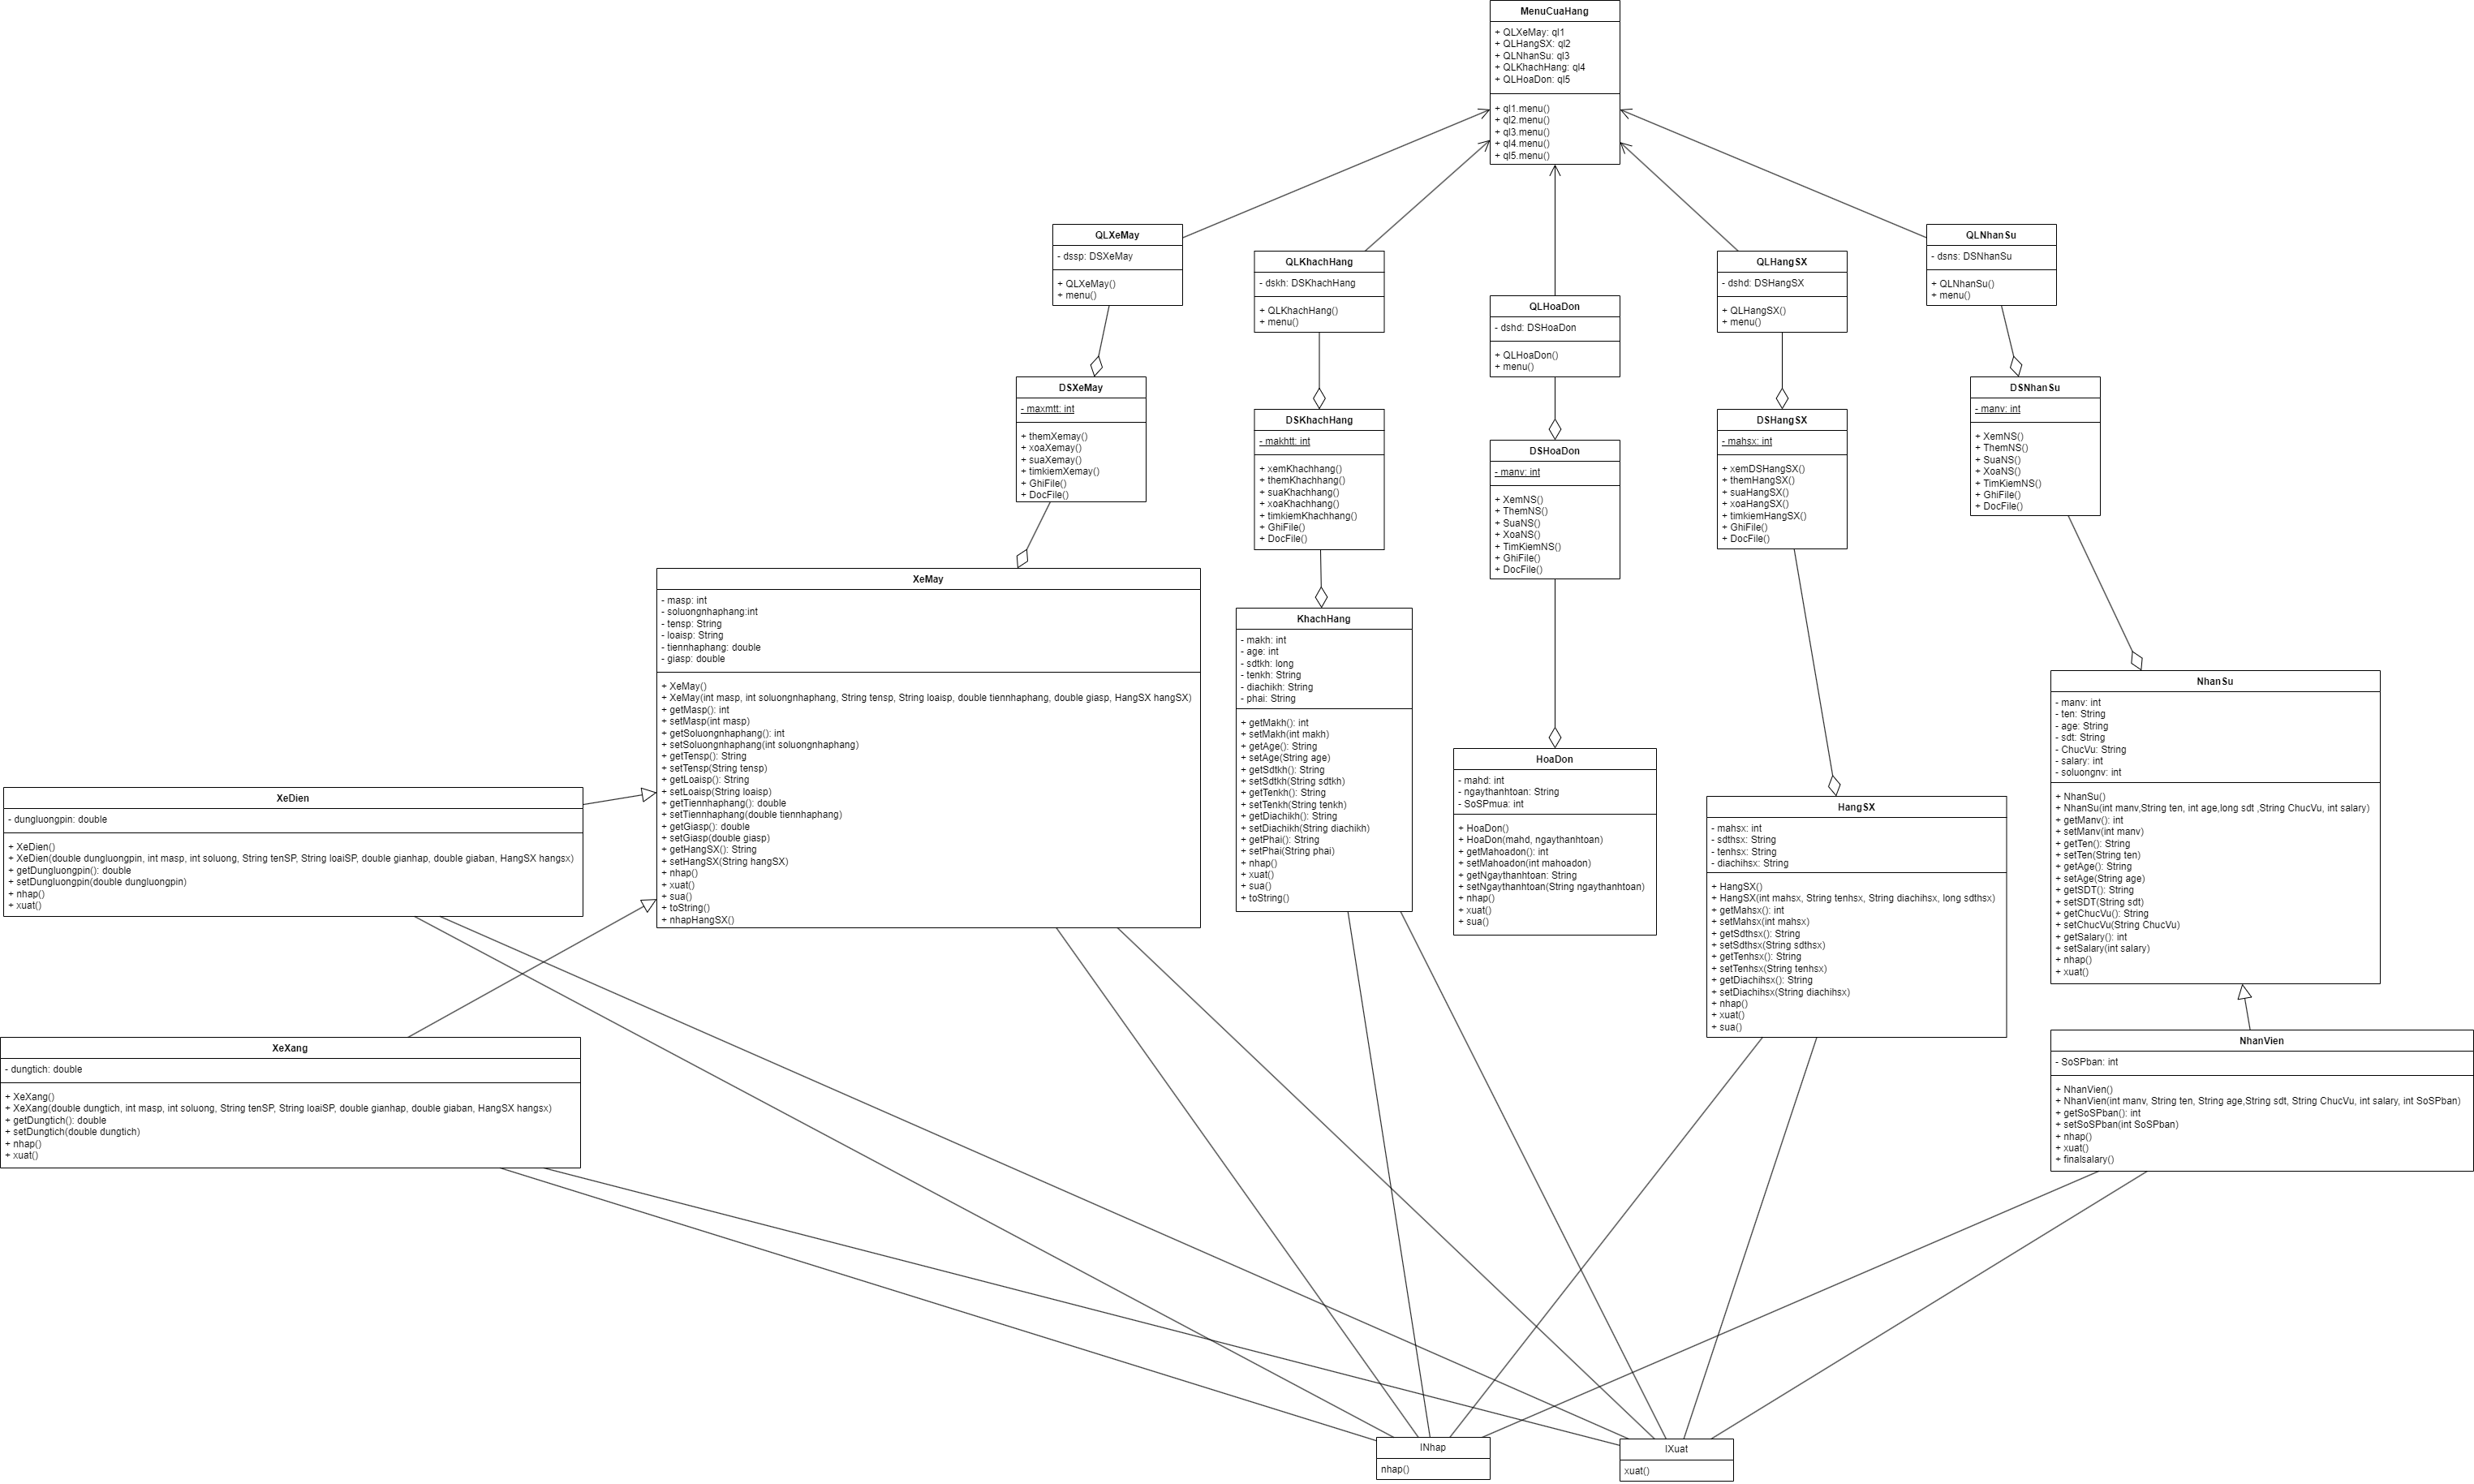 MenuCuaHang
+ QLXeMay: ql1
+ QLHangSX: ql2
+ QLNhanSu: ql3
+ QLKhachHang: ql4
+ QLHoaDon: ql5
+ ql1.menu()
+ ql2.menu()
+ ql3.menu()
+ ql4.menu()
+ ql5.menu()
QLXeMay
- dssp: DSXeMay
+ QLXeMay()
+ menu()
QLKhachHang
- dskh: DSKhachHang
+ QLKhachHang()
+ menu()
QLHoaDon
- dshd: DSHoaDon
+ QLHoaDon()
+ menu()
QLHangSX
- dshd: DSHangSX
+ QLHangSX()
+ menu()
QLNhanSu
- dsns: DSNhanSu
+ QLNhanSu()
+ menu()
DSXeMay
- maxmtt: int
+ themXemay()
+ xoaXemay()
+ suaXemay()
+ timkiemXemay()
+ GhiFile()
+ DocFile()
DSKhachHang
- makhtt: int
+ xemKhachhang()
+ themKhachhang()
+ suaKhachhang()
+ xoaKhachhang()
+ timkiemKhachhang()
+ GhiFile()
+ DocFile()
DSHoaDon
- manv: int
+ XemNS()
+ ThemNS()
+ SuaNS()
+ XoaNS()
+ TimKiemNS()
+ GhiFile()
+ DocFile()
DSHangSX
- mahsx: int
+ xemDSHangSX()
+ themHangSX()
+ suaHangSX()
+ xoaHangSX()
+ timkiemHangSX()
+ GhiFile()
+ DocFile()
DSNhanSu
- manv: int
+ XemNS()
+ ThemNS()
+ SuaNS()
+ XoaNS()
+ TimKiemNS()
+ GhiFile()
+ DocFile()
XeMay
- masp: int
- soluongnhaphang:int
- tensp: String
- loaisp: String
- tiennhaphang: double
- giasp: double
+ XeMay()
+ XeMay(int masp, int soluongnhaphang, String tensp, String loaisp, double tiennhaphang, double giasp, HangSX hangSX)
+ getMasp(): int
+ setMasp(int masp)
+ getSoluongnhaphang(): int
+ setSoluongnhaphang(int soluongnhaphang)
+ getTensp(): String
+ setTensp(String tensp)
+ getLoaisp(): String
+ setLoaisp(String loaisp)
+ getTiennhaphang(): double
+ setTiennhaphang(double tiennhaphang)
+ getGiasp(): double
+ setGiasp(double giasp)
+ getHangSX(): String
+ setHangSX(String hangSX)
+ nhap()
+ xuat()
+ sua()
+ toString()
+ nhapHangSX()
KhachHang
- makh: int
- age: int
- sdtkh: long
- tenkh: String
- diachikh: String
- phai: String
+ getMakh(): int
+ setMakh(int makh)
+ getAge(): String
+ setAge(String age)
+ getSdtkh(): String
+ setSdtkh(String sdtkh)
+ getTenkh(): String
+ setTenkh(String tenkh)
+ getDiachikh(): String
+ setDiachikh(String diachikh)
+ getPhai(): String
+ setPhai(String phai)
+ nhap()
+ xuat()
+ sua()
+ toString()
HoaDon
- mahd: int
- ngaythanhtoan: String
- SoSPmua: int
+ HoaDon()
+ HoaDon(mahd, ngaythanhtoan)
+ getMahoadon(): int
+ setMahoadon(int mahoadon)
+ getNgaythanhtoan: String
+ setNgaythanhtoan(String ngaythanhtoan)
+ nhap()
+ xuat()
+ sua()
HangSX
- mahsx: int
- sdthsx: String
- tenhsx: String
- diachihsx: String
+ HangSX()
+ HangSX(int mahsx, String tenhsx, String diachihsx, long sdthsx)
+ getMahsx(): int
+ setMahsx(int mahsx)
+ getSdthsx(): String
+ setSdthsx(String sdthsx)
+ getTenhsx(): String
+ setTenhsx(String tenhsx)
+ getDiachihsx(): String
+ setDiachihsx(String diachihsx)
+ nhap()
+ xuat()
+ sua()
NhanSu
- manv: int
- ten: String
- age: String
- sdt: String
- ChucVu: String
- salary: int
- soluongnv: int
+ NhanSu()
+ NhanSu(int manv,String ten, int age,long sdt ,String ChucVu, int salary)
+ getManv(): int
+ setManv(int manv)
+ getTen(): String
+ setTen(String ten)
+ getAge(): String
+ setAge(String age)
+ getSDT(): String
+ setSDT(String sdt)
+ getChucVu(): String
+ setChucVu(String ChucVu)
+ getSalary(): int
+ setSalary(int salary)
+ nhap()
+ xuat()
XeDien
- dungluongpin: double
+ XeDien()
+ XeDien(double dungluongpin, int masp, int soluong, String tenSP, String loaiSP, double gianhap, double giaban, HangSX hangsx)
+ getDungluongpin(): double
+ setDungluongpin(double dungluongpin)
+ nhap()
+ xuat()
XeXang
- dungtich: double
+ XeXang()
+ XeXang(double dungtich, int masp, int soluong, String tenSP, String loaiSP, double gianhap, double giaban, HangSX hangsx)
+ getDungtich(): double
+ setDungtich(double dungtich)
+ nhap()
+ xuat()
NhanVien
- SoSPban: int
+ NhanVien()
+ NhanVien(int manv, String ten, String age,String sdt, String ChucVu, int salary, int SoSPban)
+ getSoSPban(): int
+ setSoSPban(int SoSPban)
+ nhap()
+ xuat()
+ finalsalary()
INhap
nhap()
IXuat
xuat()